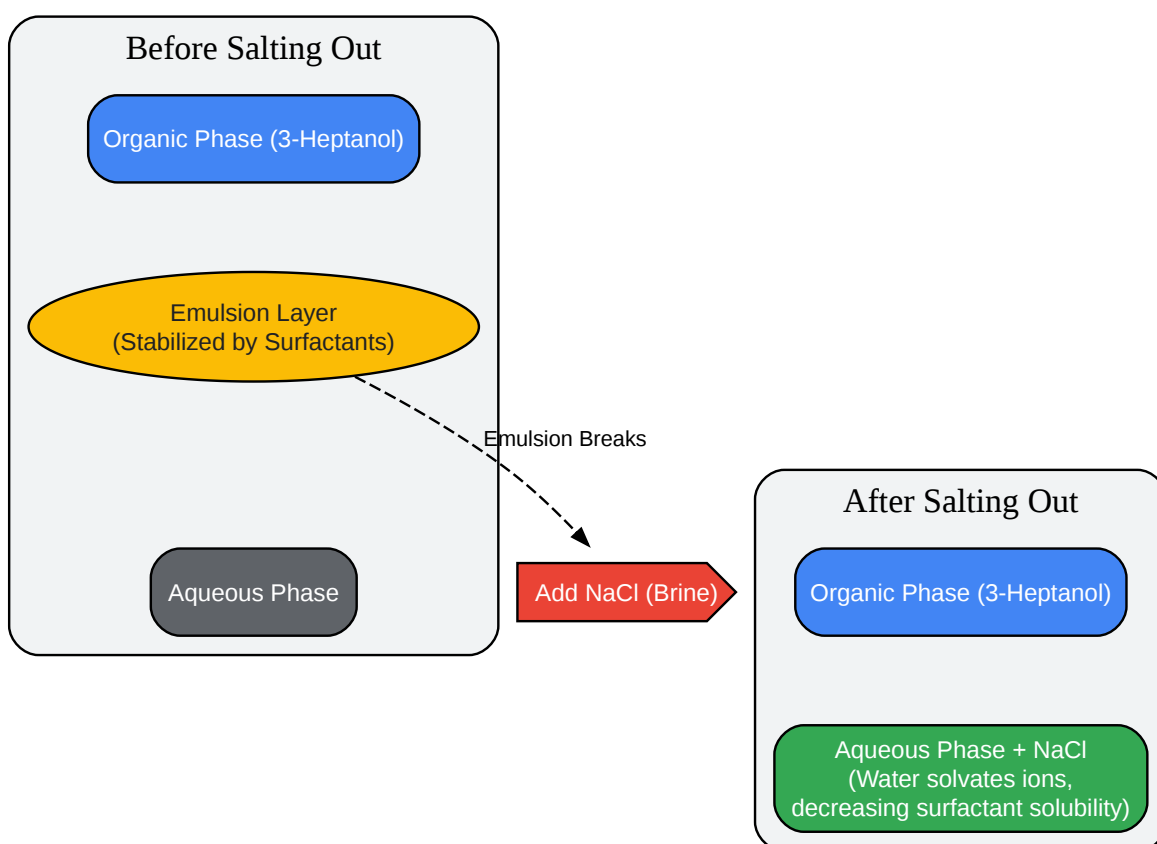 Before Salting Out
Organic Phase (3-Heptanol)
Emulsion Layer
(Stabilized by Surfactants)
Emulsion Breaks
Aqueous Phase
Add NaCl (Brine)
After Salting Out
Organic Phase (3-Heptanol)
Aqueous Phase + NaCl
(Water solvates ions,
decreasing surfactant solubility)